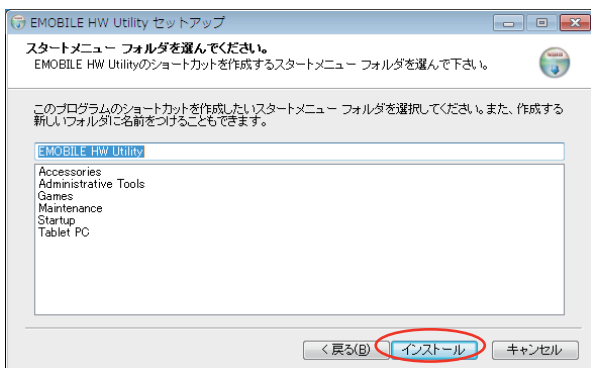 EMOBILE HW Utility セットアップ
スタートメニュー フォルダを選んでください。
EMOBILE HW Utilityのショートカットを作成するスタートメニュー フォルダを選んで下さい。
このプログラムのショートカットを作成したいスタートメニュー フォルダを選択してください。また、作成する
新しいフォルダに名前をつけることもできます。
EMOBILE HW Utility
Accessories
Administrative Tools
Games
Maintenance
Startup
Tablet PC
< 戻る(B)
インストール
キャンセル